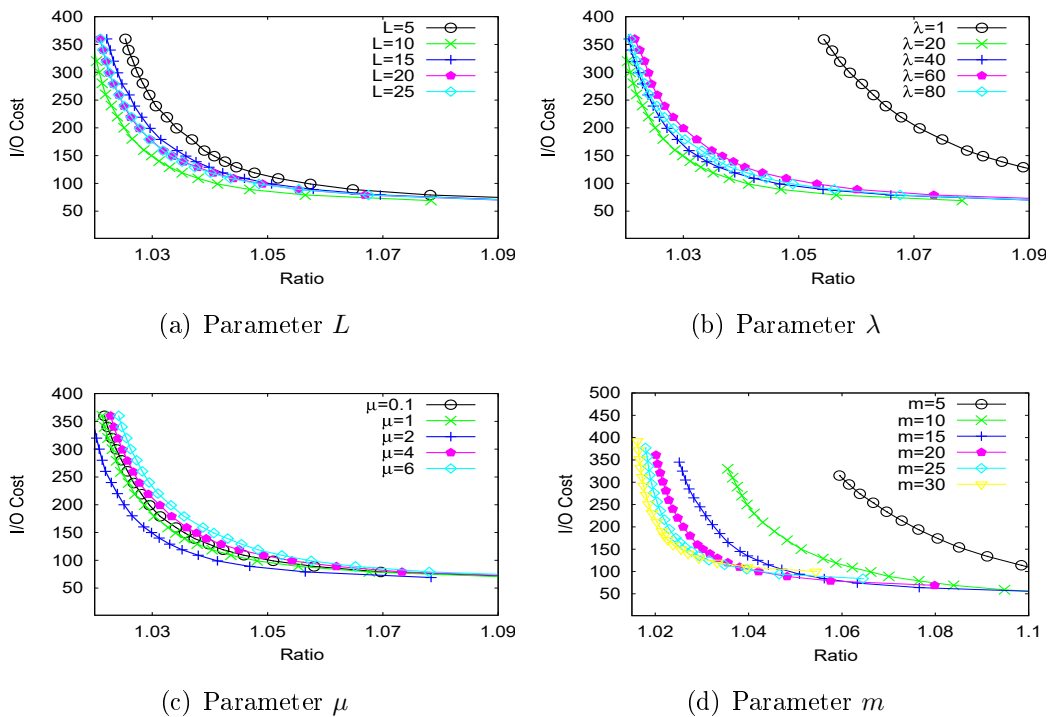 400
350
300
250
200
150
100
50
I/O Cost
1.03
1.05
1.07
1.09
Ratio
L=5
L=10
L=15
L=20
L=25
(a) Parameter L
400
350
300
250
200
150
100
50
I/O Cost
1.03
1.05
1.07
1.09
Ratio
λ=1
λ=20
λ=40
λ=60
λ=80
(b) Parameter λ
400
350
300
250
200
150
100
50
I/O Cost
1.03
1.05
1.07
1.09
Ratio
μ=0.1
μ=1
μ=2
μ=4
μ=6
(c) Parameter μ
500
450
400
350
300
250
200
150
100
50
I/O Cost
1.02
1.04
1.06
1.08
1.1
Ratio
m=5
m=10
m=15
m=20
m=25
m=30
(d) Parameter m